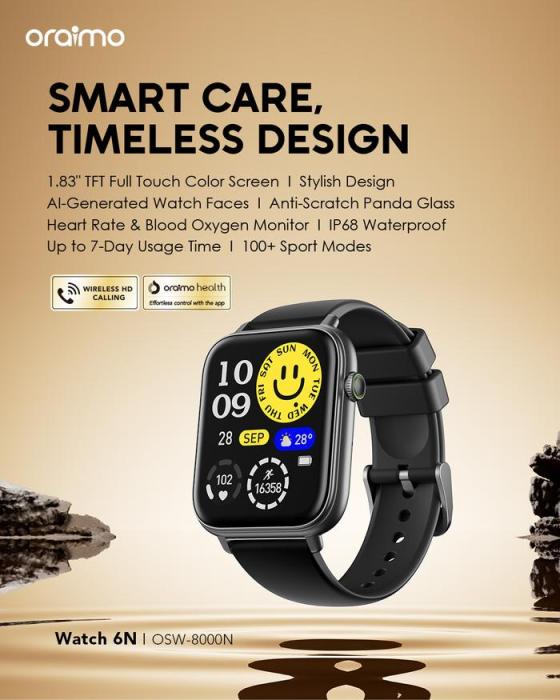 oraimo
SMART CARE,
TIMELESS DESIGN
1.83" TFT Full Touch Color Screen | Stylish Design
AI-Generated Watch Faces | Anti-Scratch Panda Glass
Heart Rate & Blood Oxygen Monitor | IP68 Waterproof
Up to 7-Day Usage Time | 100+ Sport Modes
WIRELESS HD
CALLING
oraimo health
Effortless control with the app
10
09
SUN MON TUE WED THU FRI SAT
28 SEP 28°
102
16358
Watch 6N | OSW-8000N